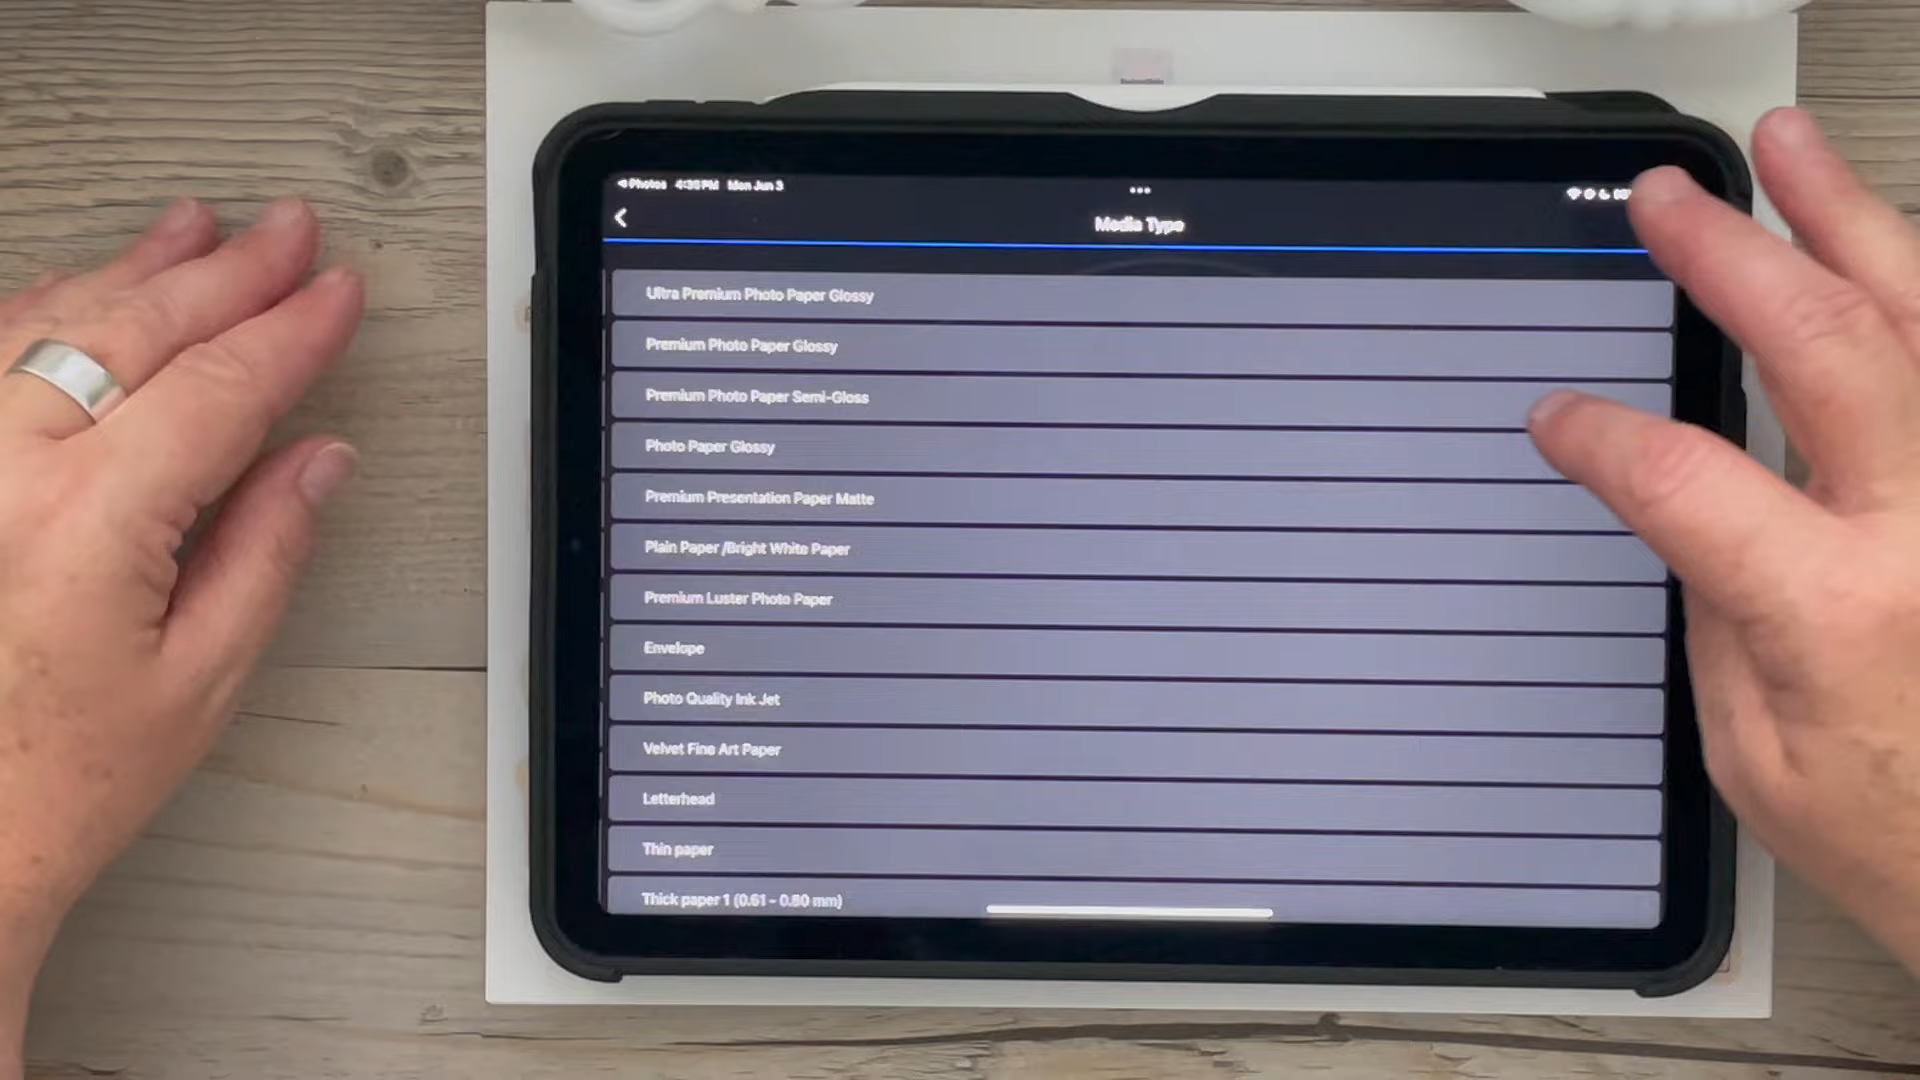 Photos 4:35 PM Mon Jun 3
Media Type
Ultra Premium Photo Paper Glossy
Premium Photo Paper Glossy
Premium Photo Paper Semi-Gloss
Photo Paper Glossy
Premium Presentation Paper Matte
Plain Paper /Bright White Paper
Premium Luster Photo Paper
Envelope
Photo Quality Ink Jet
Velvet Fine Art Paper
Letterhead
Thin paper
Thick paper 1 (0.61 - 0.80 mm)